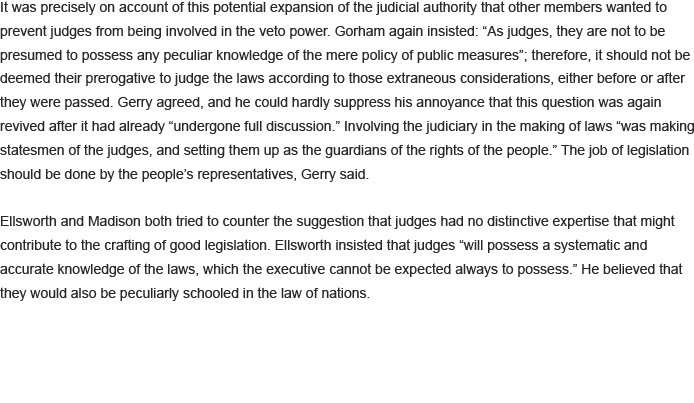 It was precisely on account of this potential expansion of the judicial authority that other members wanted to
prevent judges from being involved in the veto power. Gorham again insisted: “As judges, they are not to be
presumed to possess any peculiar knowledge of the mere policy of public measures”; therefore, it should not be
deemed their prerogative to judge the laws according to those extraneous considerations, either before or after
they were passed. Gerry agreed, and he could hardly suppress his annoyance that this question was again
revived after it had already “undergone full discussion.” Involving the judiciary in the making of laws “was making
statesmen of the judges, and setting them up as the guardians of the rights of the people.” The job of legislation
should be done by the people’s representatives, Gerry said.
Ellsworth and Madison both tried to counter the suggestion that judges had no distinctive expertise that might
contribute to the crafting of good legislation. Ellsworth insisted that judges “will possess a systematic and
accurate knowledge of the laws, which the executive cannot be expected always to possess.” He believed that
they would also be peculiarly schooled in the law of nations.